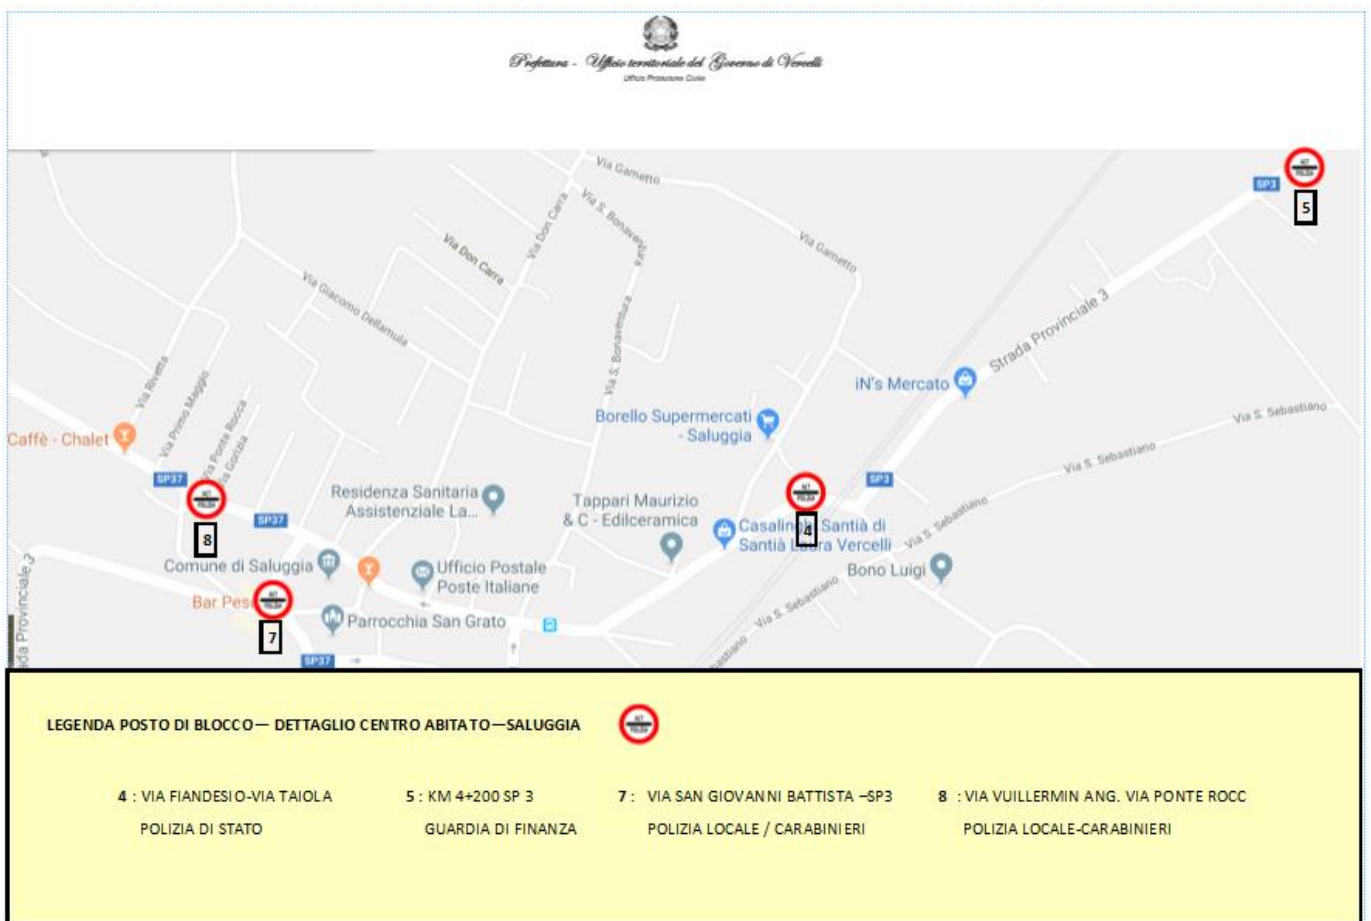 Prefettura - Ufficio territoriale del Governo di Vercelli
Ufficio Protezione Civile
Via Gametto
Via S. Bonaventura
Via Don Carra
Via Don Carra
Via Gametto
SP3
5
Via Giacomo Dellamula
Via S. Bonaventura
Strada Provinciale 3
Via Rivetta
Via Primo Maggio
Via Ponte Rocca
Via Gorizia
iN's Mercato
Borello Supermercati
- Saluggia
Via S. Sebastiano
Caffè - Chalet
Via S. Sebastiano
SP37
SP3
Residenza Sanitaria
Assistenziale La...
Tappari Maurizio
& C - Edilceramica
SP37
8
4
Casalinghi Santià di
Santià Laura Vercelli
Via S. Sebastiano
Comune di Saluggia
Ufficio Postale
Poste Italiane
Bono Luigi
Bar Pes
Via S. Sebastiano
Parrocchia San Grato
7
ada Provinciale 3
SP37
ebastiano
LEGENDA POSTO DI BLOCCO— DETTAGLIO CENTRO ABITATO—SALUGGIA
ALT
POLIZIA
4 : VIA FIANDESIO-VIA TAIOLA
POLIZIA DI STATO
5 : KM 4+200 SP 3
GUARDIA DI FINANZA
7 : VIA SAN GIOVANNI BATTISTA –SP3
POLIZIA LOCALE / CARABINIERI
8 : VIA VUILLERMIN ANG. VIA PONTE ROCC
POLIZIA LOCALE-CARABINIERI